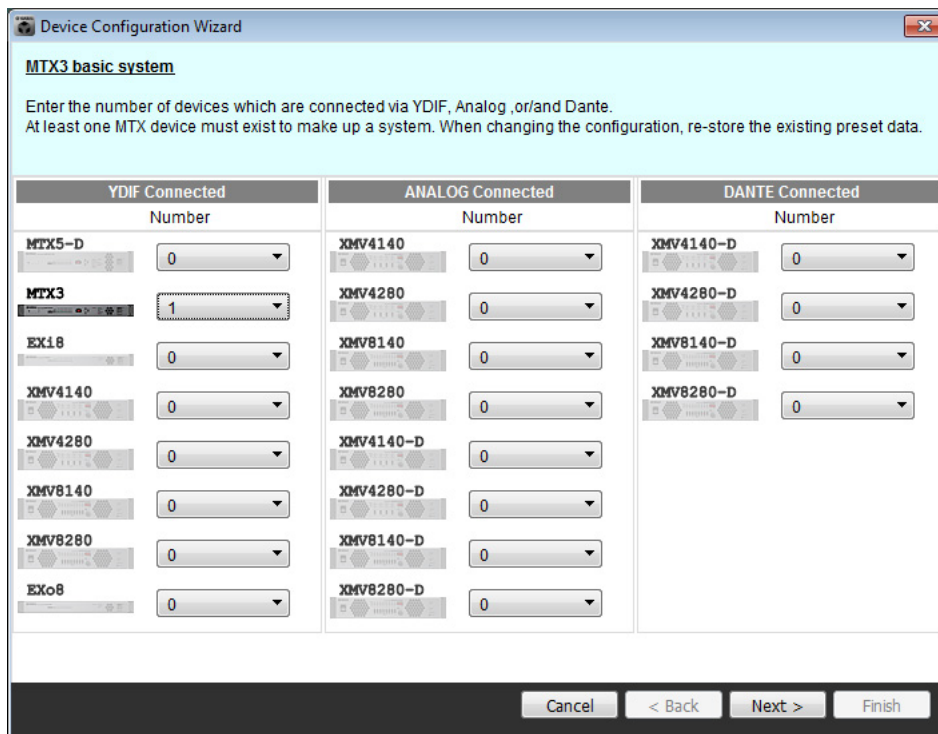 Device Configuration Wizard
MTX3 basic system
Enter the number of devices which are connected via YDIF, Analog ,or/and Dante.
At least one MTX device must exist to make up a system. When changing the configuration, re-store the existing preset data.
YDIF Connected ANALOG Connected DANTE Connected
Number Number Number
MTX5-D 0 XMV4140 0 XMV4140-D 0
MTX3 1 XMV4280 0 XMV4280-D 0
EXi8 0 XMV8140 0 XMV8140-D 0
XMV4140 0 XMV8280 0 XMV8280-D 0
XMV4280 0 XMV4140-D 0
XMV8140 0 XMV4280-D 0
XMV8280 0 XMV8140-D 0
EXo8 0 XMV8280-D 0
Cancel < Back Next > Finish